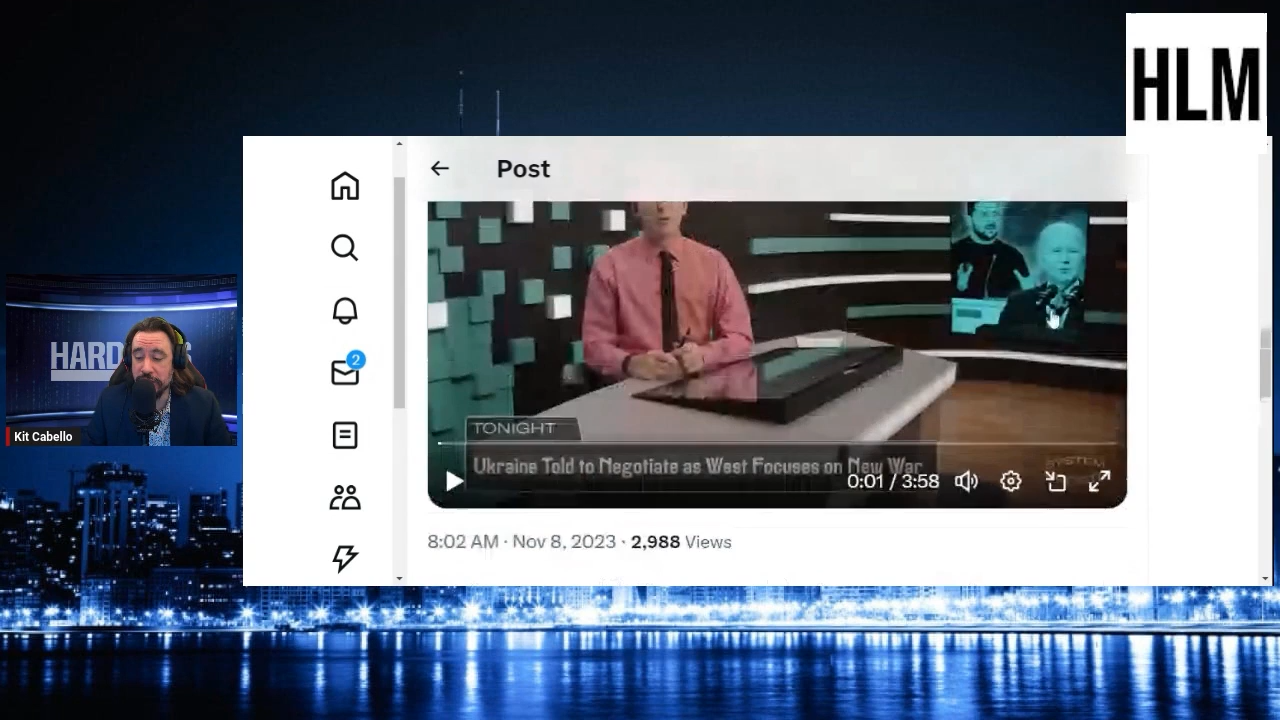 HLM
Post
HARD
Kit Cabello
2
TONIGHT
Ukraine Told to Negotiate as West Focuses on New War
SYSTEM
0:01 / 3:58
8:02 AM · Nov 8, 2023 · 2,988 Views